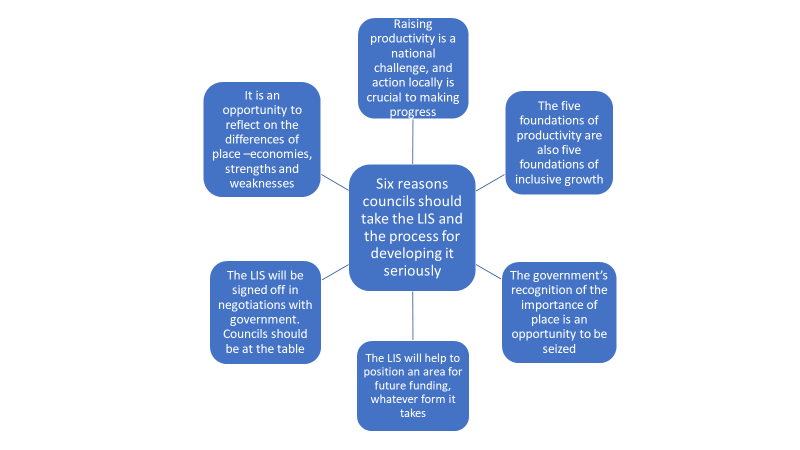 Raising
productivity is a
national
challenge, and
action locally is
crucial to making
progress
The five
foundations of
productivity are
also five
foundations of
inclusive growth
The government's
recognition of the
importance of
place is an
opportunity to be
seized
The LIS will help to
position an area for
future funding,
whatever form it
takes
The LIS will be
signed off in
negotiations with
government.
Councils should
be at the table
It is an
opportunity to
reflect on the
differences of
place –economies,
strengths and
weaknesses
Six reasons
councils should
take the LIS and
the process for
developing it
seriously